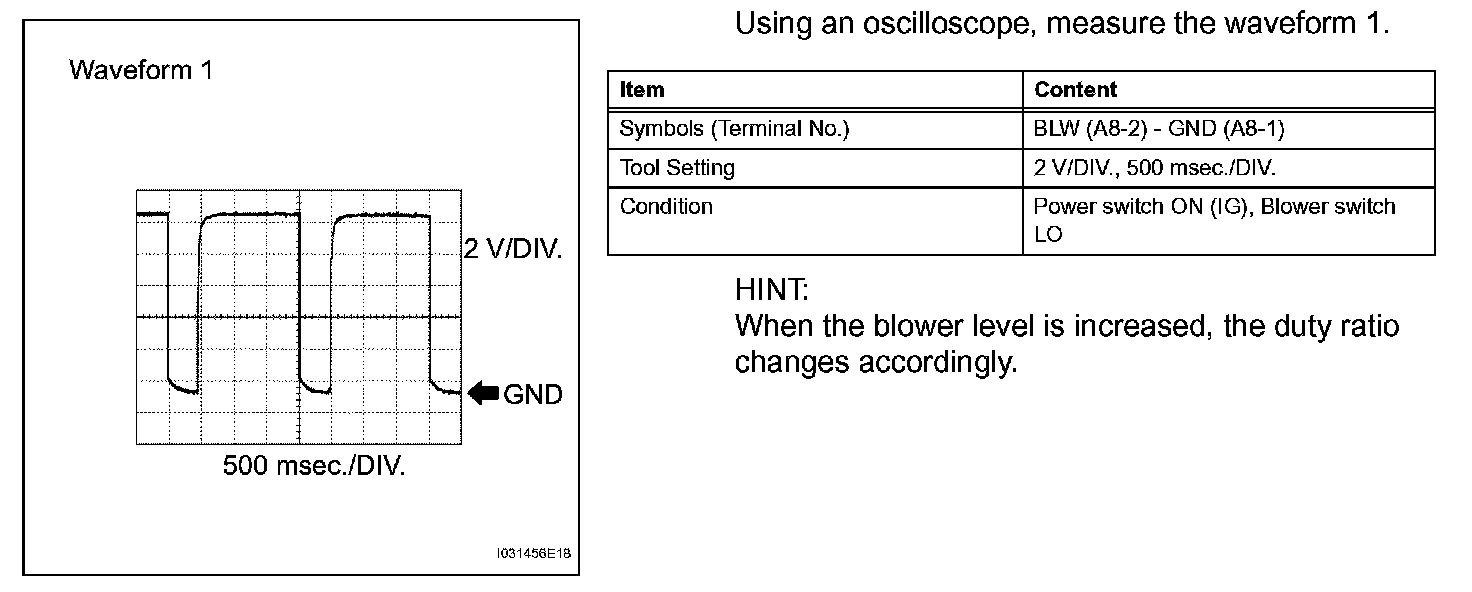 Using an oscilloscope, measure the waveform 1.
Waveform 1
2 V/DIV.
GND
500 msec./DIV.
I031456E18
Item Content
Symbols (Terminal No.) BLW (A8-2) - GND (A8-1)
Tool Setting 2 V/DIV., 500 msec./DIV.
Condition Power switch ON (IG), Blower switch
LO
HINT:
When the blower level is increased, the duty ratio
changes accordingly.